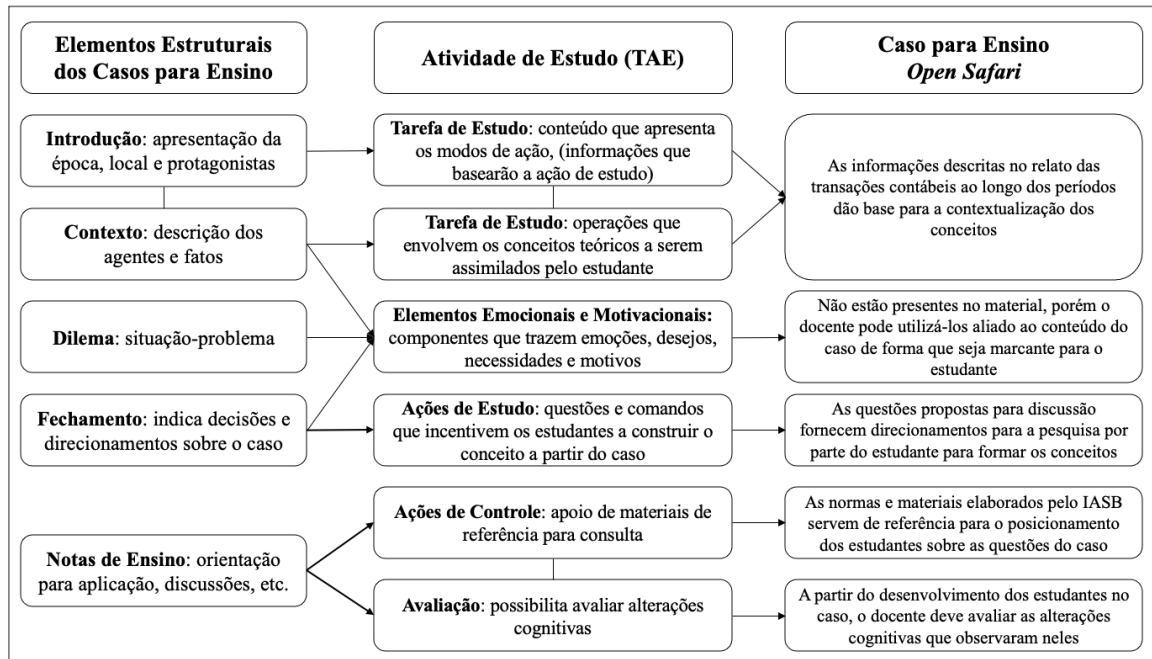 Elementos Estruturais
dos Casos para Ensino
Atividade de Estudo (TAE)
Caso para Ensino
Open Safari
Introdução: apresentação da
época, local e protagonistas
Tarefa de Estudo: conteúdo que apresenta
os modos de ação, (informações que
basearão a ação de estudo)
As informações descritas no relato das
transações contábeis ao longo dos períodos
dão base para a contextualização dos
conceitos
Contexto: descrição dos
agentes e fatos
Tarefa de Estudo: operações que
envolvem os conceitos teóricos a serem
assimilados pelo estudante
Dilema: situação-problema
Elementos Emocionais e Motivacionais:
componentes que trazem emoções, desejos,
necessidades e motivos
Não estão presentes no material, porém o
docente pode utilizá-los aliado ao conteúdo do
caso de forma que seja marcante para o
estudante
Fechamento: indica decisões e
direcionamentos sobre o caso
Ações de Estudo: questões e comandos
que incentivem os estudantes a construir o
conceito a partir do caso
As questões propostas para discussão
fornecem direcionamentos para a pesquisa por
parte do estudante para formar os conceitos
Notas de Ensino: orientação
para aplicação, discussões, etc.
Ações de Controle: apoio de materiais de
referência para consulta
As normas e materiais elaborados pelo IASB
servem de referência para o posicionamento
dos estudantes sobre as questões do caso
Avaliação: possibilita avaliar alterações
cognitivas
A partir do desenvolvimento dos estudantes no
caso, o docente deve avaliar as alterações
cognitivas que observaram neles